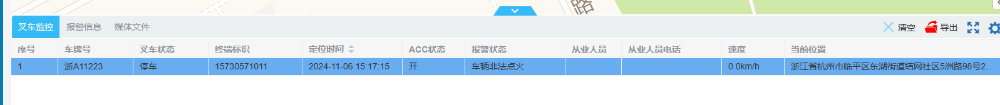 路
叉车监控 报警信息 媒体文件 清空 导出
序号 车牌号 叉车状态 终端标识 定位时间 ACC状态 报警状态 从业人员 从业人员电话 速度 当前位置
1 浙A11223 停车 15730571011 2024-11-06 15:17:15 开 车辆非法点火 0.0km/h 浙江省杭州市临平区东湖街道结网社区5洲路98号2...